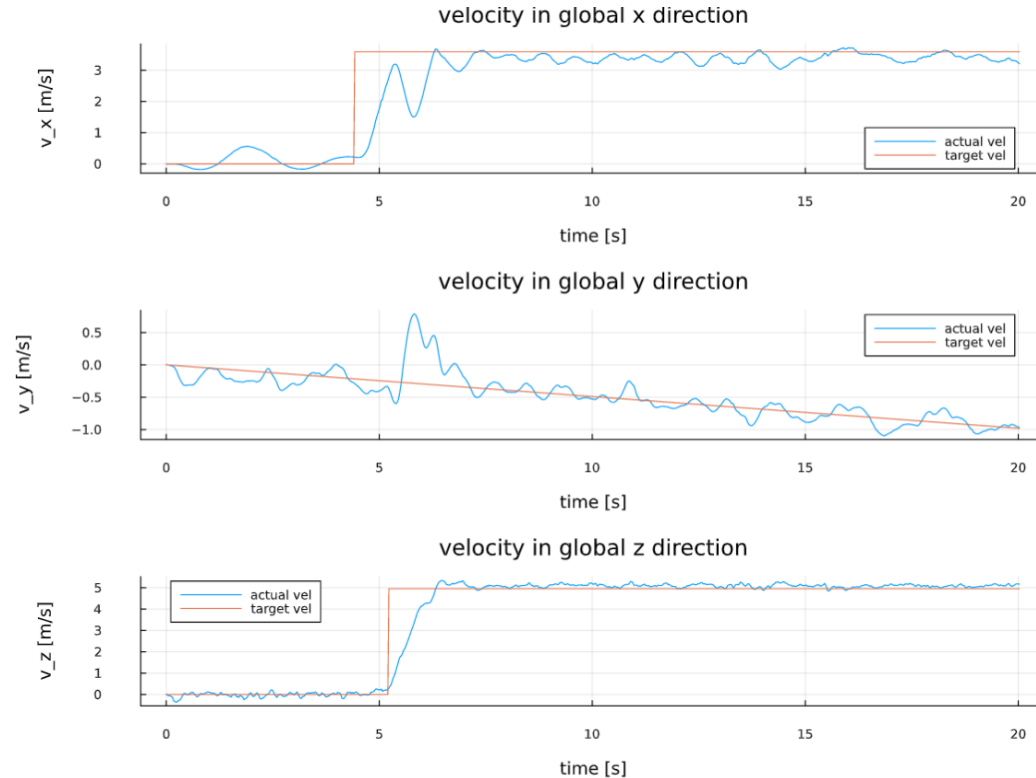 velocity in global x direction
v_x [m/s]
3
2
1
0
actual vel
target vel
0 5 10 15 20
time [s]
velocity in global y direction
v_y [m/s]
0.5
0.0
−0.5
−1.0
actual vel
target vel
0 5 10 15 20
time [s]
velocity in global z direction
v_z [m/s]
5
4
3
2
1
0
actual vel
target vel
0 5 10 15 20
time [s]